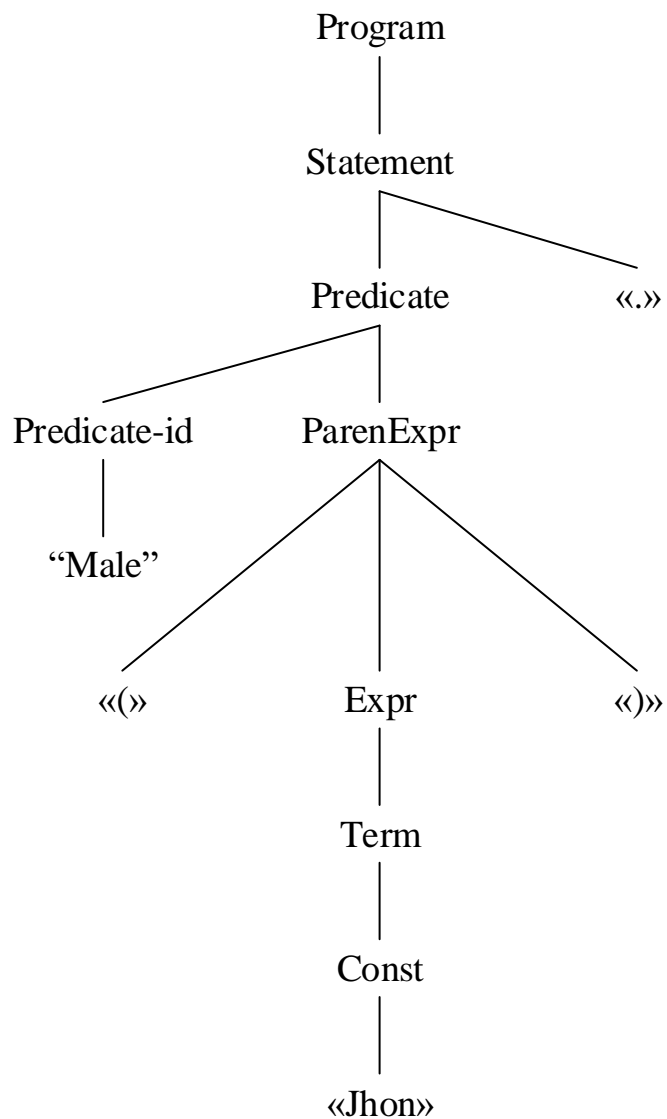 Program
Statement
Predicate «.»
Predicate-id ParenExpr
“Male”
«(» Expr «)»
Term
Const
«Jhon»